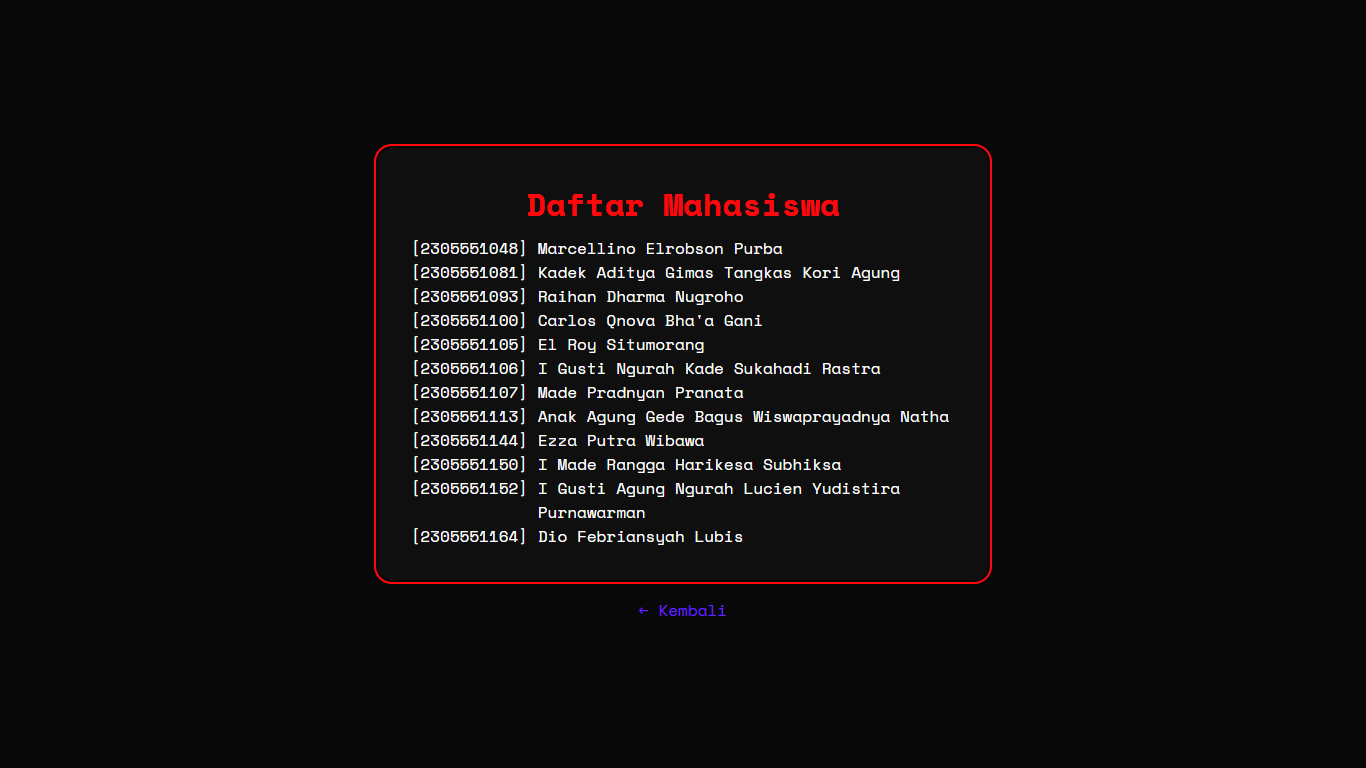 Daftar Mahasiswa
[2305551048] Marcellino Elrobson Purba
[2305551081] Kadek Aditya Gimas Tangkas Kori Agung
[2305551093] Raihan Dharma Nugroho
[2305551100] Carlos Qnova Bha'a Gani
[2305551105] El Roy Situmorang
[2305551106] I Gusti Ngurah Kade Sukahadi Rastra
[2305551107] Made Pradnyan Pranata
[2305551113] Anak Agung Gede Bagus Wiswaprayadnya Natha
[2305551144] Ezza Putra Wibawa
[2305551150] I Made Rangga Harikesa Subhiksa
[2305551152] I Gusti Agung Ngurah Lucien Yudistira
Purnawarman
[2305551164] Dio Febriansyah Lubis
← Kembali